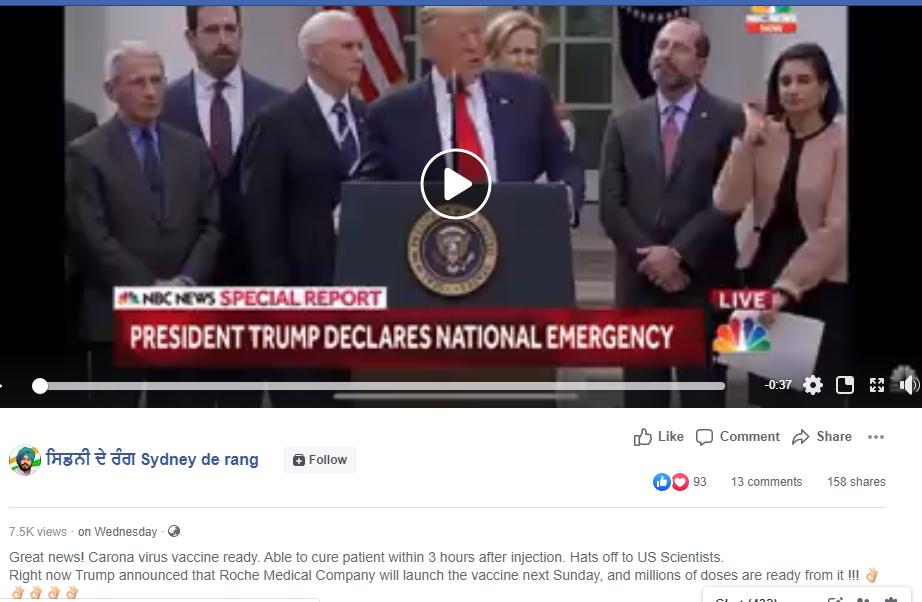 NBC NEWS
NOW
NBC NEWS SPECIAL REPORT
PRESIDENT TRUMP DECLARES NATIONAL EMERGENCY
LIVE
-0:37
Like Comment Share
ਸਿਡਨੀ ਦੇ ਰੰਗ Sydney de rang
Follow
93 13 comments 158 shares
7.5K views · on Wednesday ·
Great news! Carona virus vaccine ready. Able to cure patient within 3 hours after injection. Hats off to US Scientists.
Right now Trump announced that Roche Medical Company will launch the vaccine next Sunday, and millions of doses are ready from it !!! 👌
👌👌👌👌